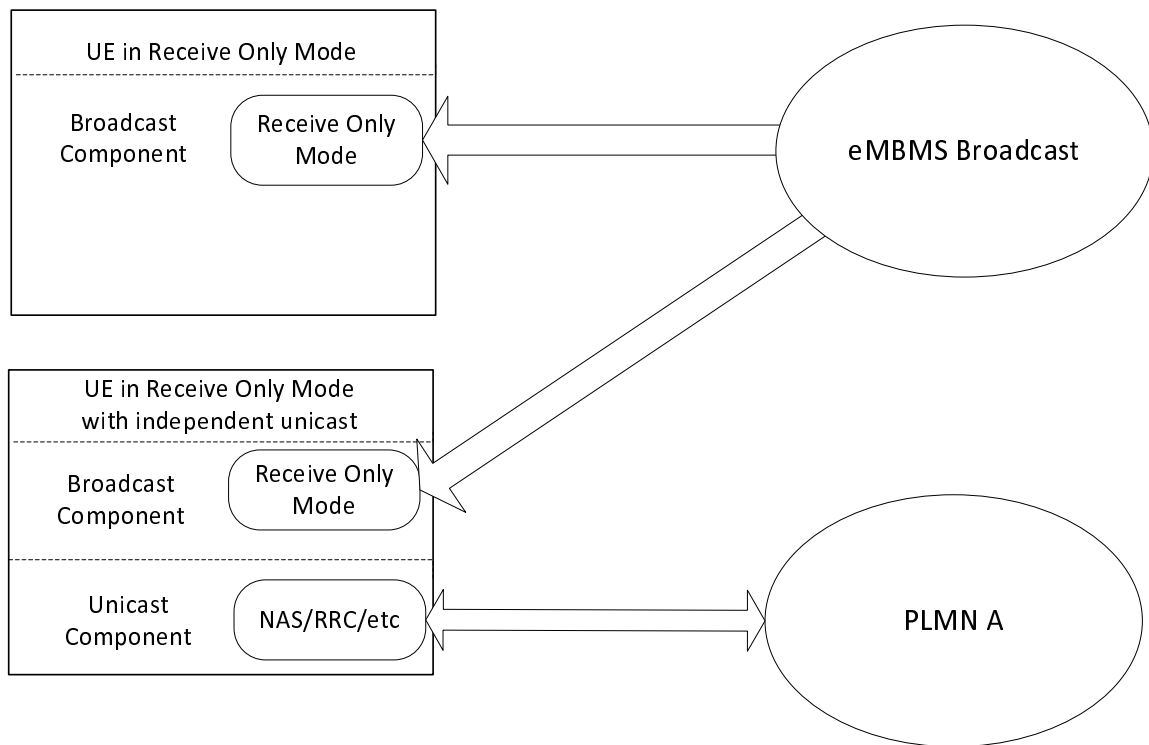 UE in Receive Only Mode
Broadcast
Component
Receive Only
Mode
eMBMS Broadcast
UE in Receive Only Mode
with independent unicast
Broadcast
Component
Receive Only
Mode
Unicast
Component
NAS/RRC/etc
PLMN A